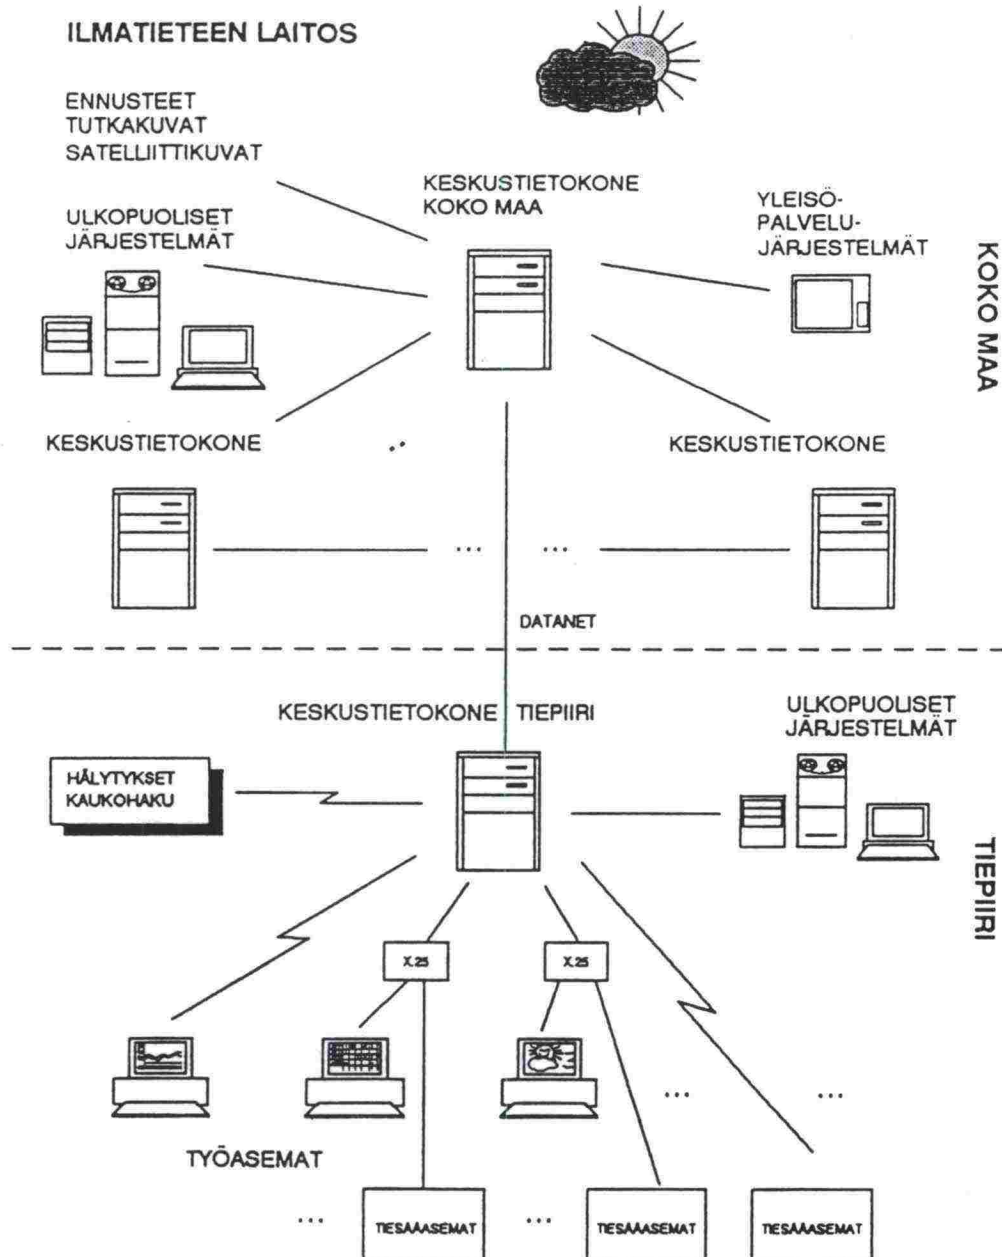 ILMATIETEEN LAITOS
ENNUSTEET
TUTKAKUVAT
SATELLIITTIKUVAT
KESKUSTIETOKONE
KOKO MAA
YLEISÖ-
PALVELU-
JÄRJESTELMÄT
ULKOPUOLISET
JÄRJESTELMÄT
KOKO MAA
KESKUSTIETOKONE
KESKUSTIETOKONE
... ...
DATANET
KESKUSTIETOKONE TIEPIIRI
ULKOPUOLISET
JÄRJESTELMÄT
HÄLYTYKSET
KAUKOHAKU
TIEPIIRI
X.25
X.25
... ...
TYÖASEMAT
... TIESÄÄASEMAT ... TIESÄÄASEMAT TIESÄÄASEMAT